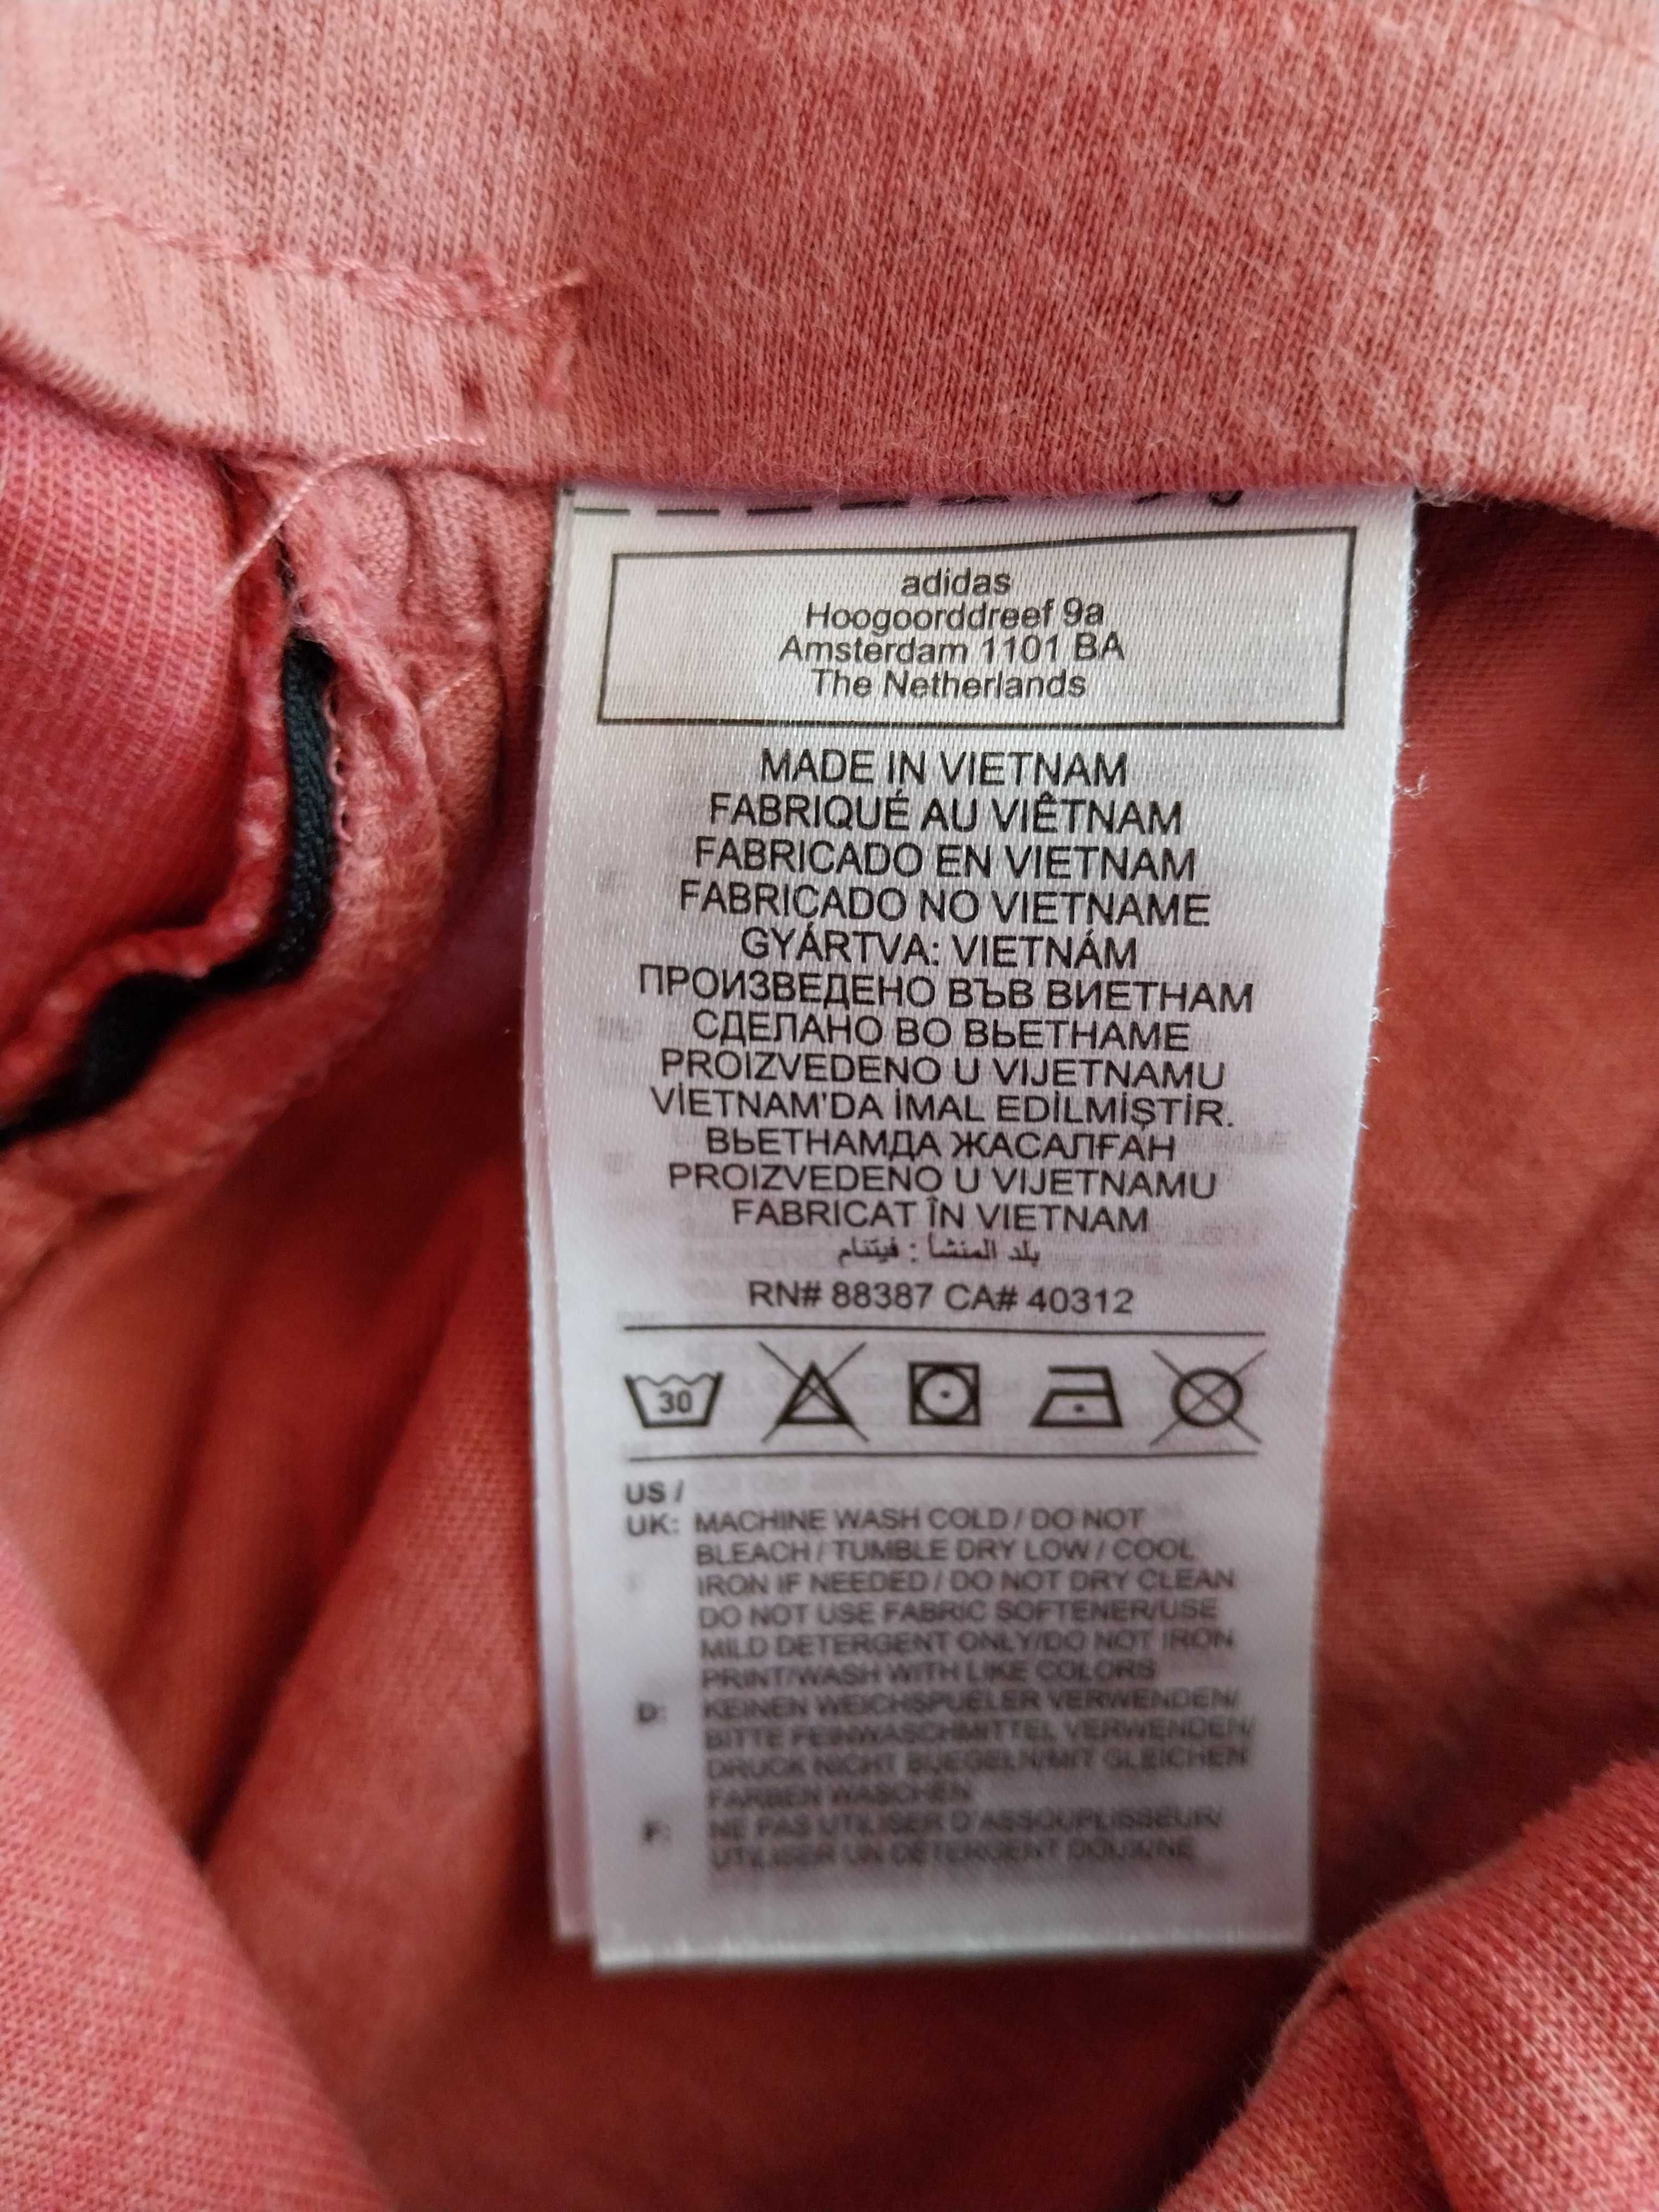 adidas
Hoogoorddreef 9a
Amsterdam 1101 BA
The Netherlands
MADE IN VIETNAM
FABRIQUÉ AU VIÊTNAM
FABRICADO EN VIETNAM
FABRICADO NO VIETNAME
GYÁRTVA: VIETNÁM
ПРОИЗВЕДЕНО ВЪВ ВИЕТНАМ
СДЕЛАНО ВО ВЬЕТНАМЕ
PROIZVEDENO U VIJETNAMU
VİETNAM'DA İMAL EDİLMİŞTİR.
ВЬЕТНАМДА ЖАСАЛҒАН
PROIZVEDENO U VIJETNAMU
FABRICAT ÎN VIETNAM
بلد المنشأ : فيتنام
RN# 88387 CA# 40312
30
US /
UK: MACHINE WASH COLD / DO NOT
BLEACH / TUMBLE DRY LOW / COOL
IRON IF NEEDED / DO NOT DRY CLEAN
DO NOT USE FABRIC SOFTENER/USE
MILD DETERGENT ONLY/DO NOT IRON
PRINT/WASH WITH LIKE COLORS
D: KEINEN WEICHSPUELER VERWENDEN/
BITTE FEINWASCHMITTEL VERWENDEN/
DRUCK NICHT BUEGELN/MIT GLEICHEN
FARBEN WASCHEN
F: NE PAS UTILISER D'ASSOUPLISSEUR/
UTILISER UN DÉTERGENT DOUX/NE